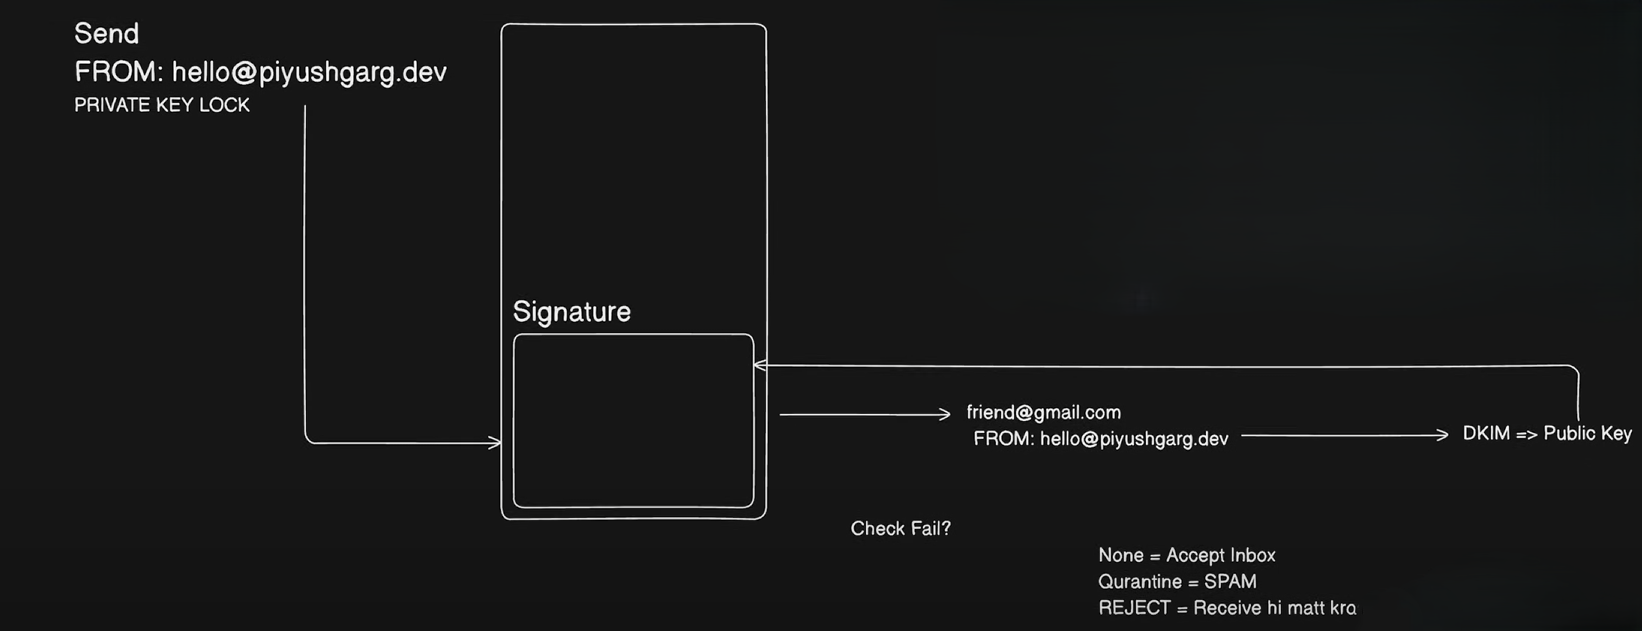 Send
FROM: hello@piyushgarg.dev
PRIVATE KEY LOCK
Signature
friend@gmail.com
FROM: hello@piyushgarg.dev
DKIM => Public Key
Check Fail?
None = Accept Inbox
Qurantine = SPAM
REJECT = Receive hi matt kro